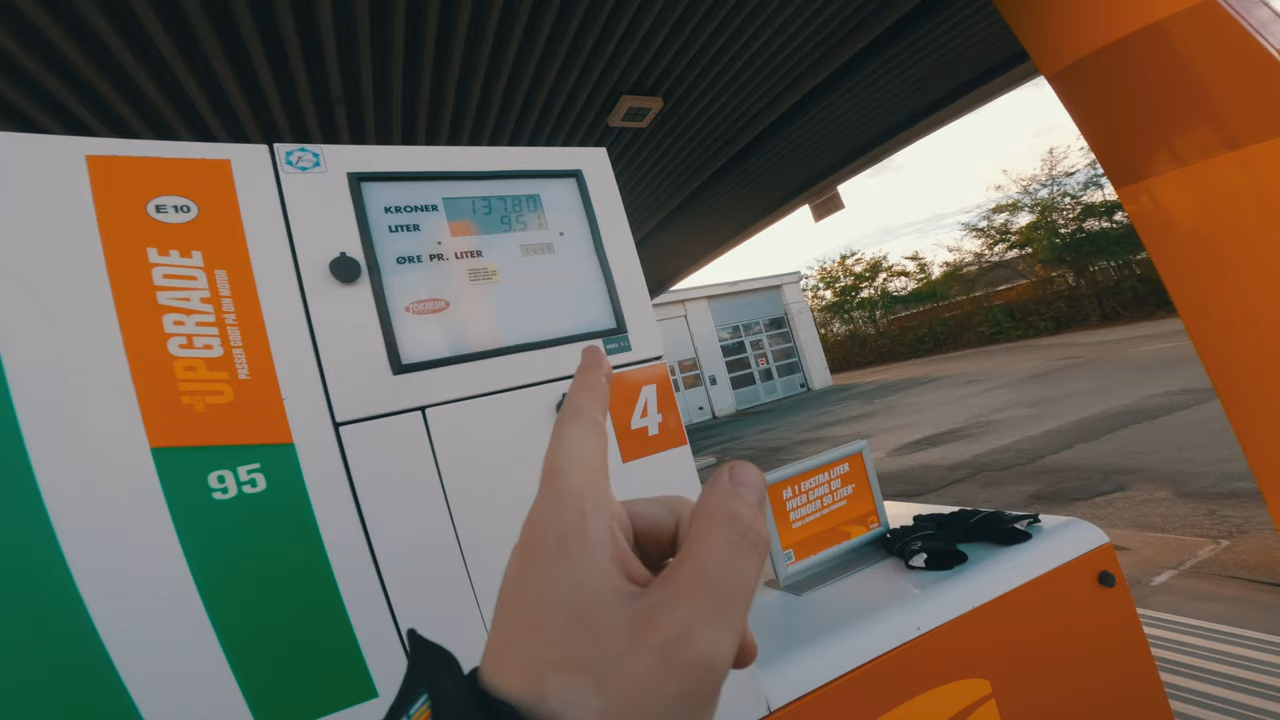 E10
UPGRADE
PASSER GODT PÅ DIN MOTOR
95
KRONER 137.80
LITER 9.51
ØRE PR. LITER
TOKHEIM
4
FÅ 1 EKSTRA LITER
HVER GANG DU
RUNDER 50 LITER*